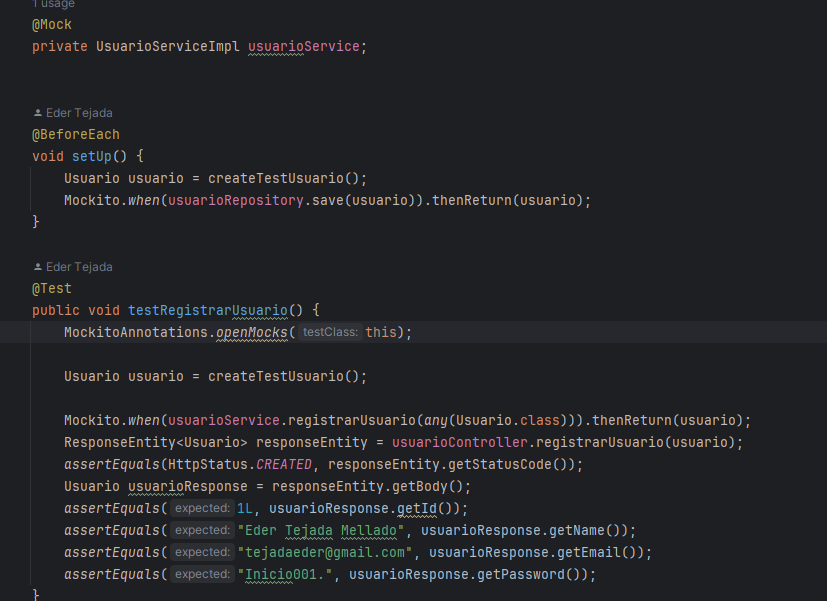 1 usage
@Mock
private UsuarioServiceImpl usuarioService;
Eder Tejada
@BeforeEach
void setUp() {
Usuario usuario = createTestUsuario();
Mockito.when(usuarioRepository.save(usuario)).thenReturn(usuario);
}
Eder Tejada
@Test
public void testRegistrarUsuario() {
MockitoAnnotations.openMocks( testClass: this);
Usuario usuario = createTestUsuario();
Mockito.when(usuarioService.registrarUsuario(any(Usuario.class))).thenReturn(usuario);
ResponseEntity<Usuario> responseEntity = usuarioController.registrarUsuario(usuario);
assertEquals(HttpStatus.CREATED, responseEntity.getStatusCode());
Usuario usuarioResponse = responseEntity.getBody();
assertEquals( expected: 1L, usuarioResponse.getId());
assertEquals( expected: "Eder Tejada Mellado", usuarioResponse.getName());
assertEquals( expected: "tejadaeder@gmail.com", usuarioResponse.getEmail());
assertEquals( expected: "Inicio001.", usuarioResponse.getPassword());
}